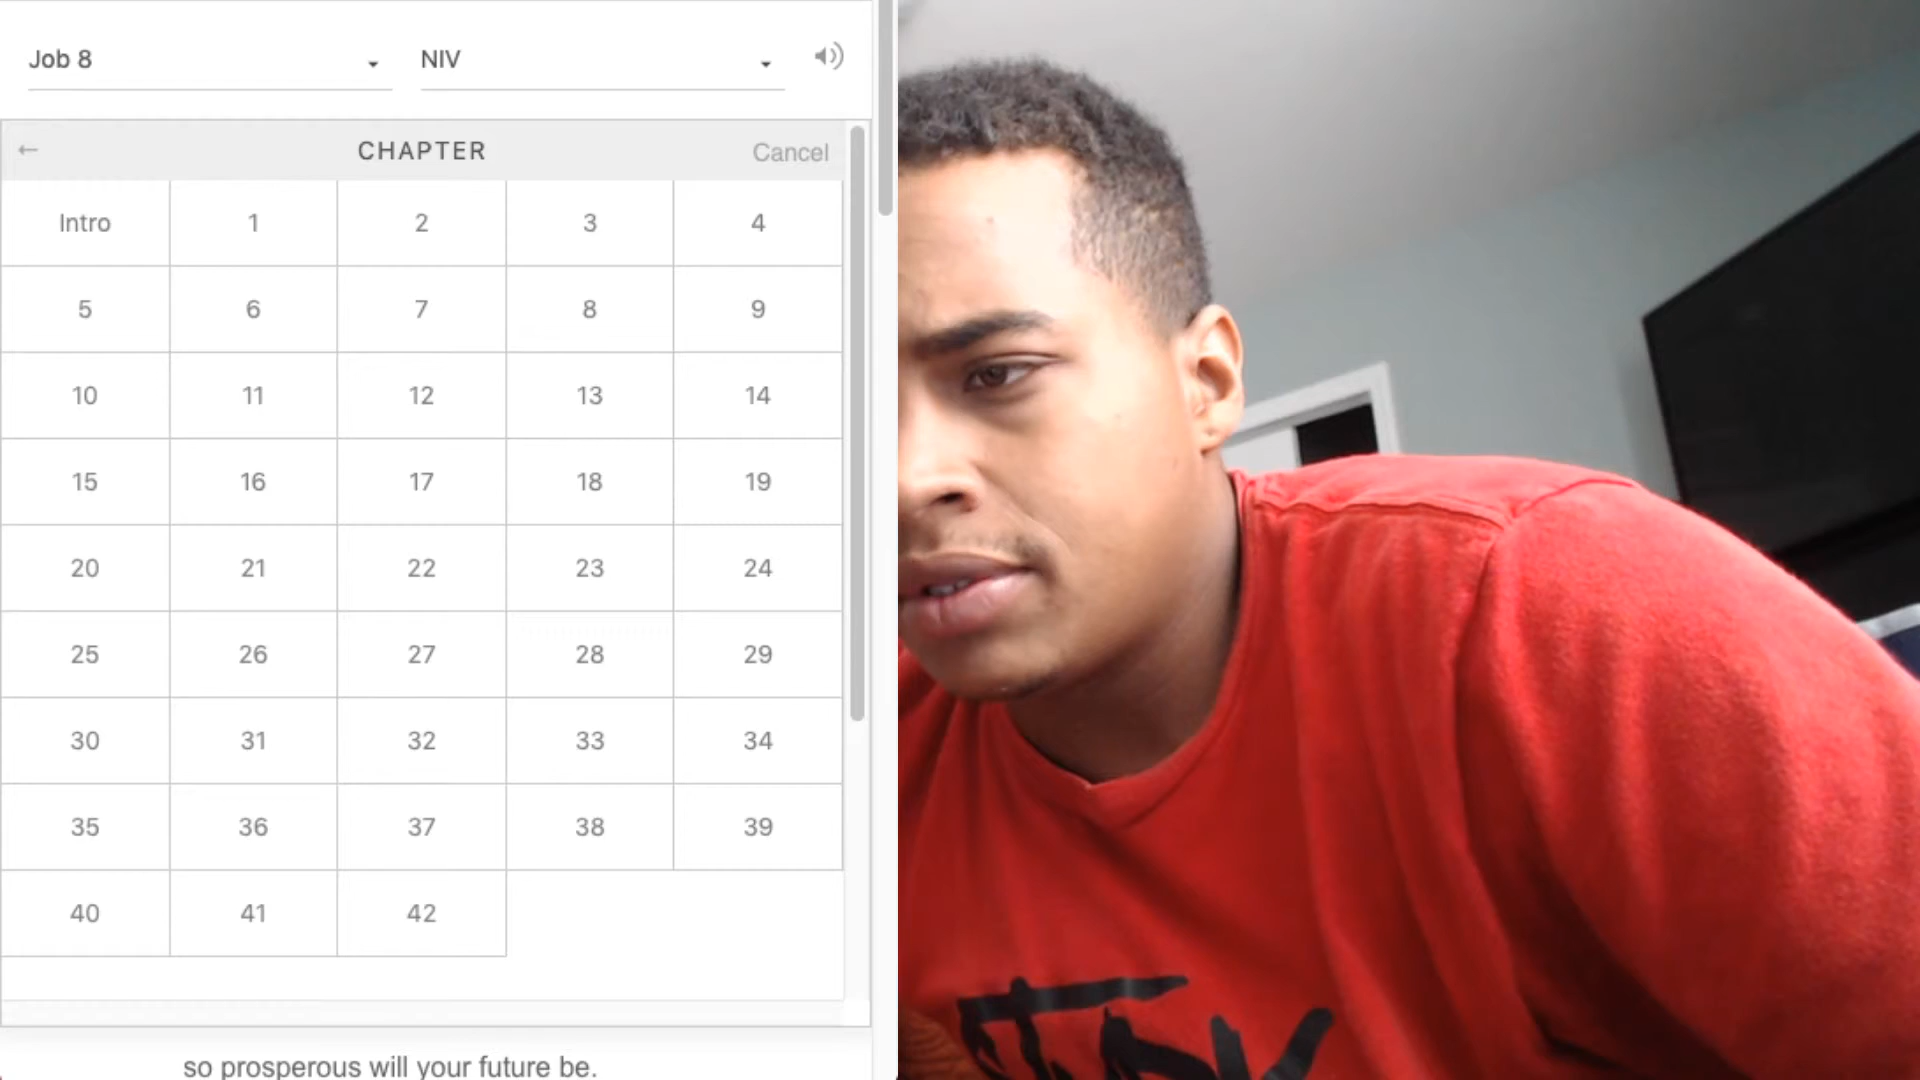 Job 8 NIV
← CHAPTER Cancel
Intro 1 2 3 4
5 6 7 8 9
10 11 12 13 14
15 16 17 18 19
20 21 22 23 24
25 26 27 28 29
30 31 32 33 34
35 36 37 38 39
40 41 42
so prosperous will your future be.